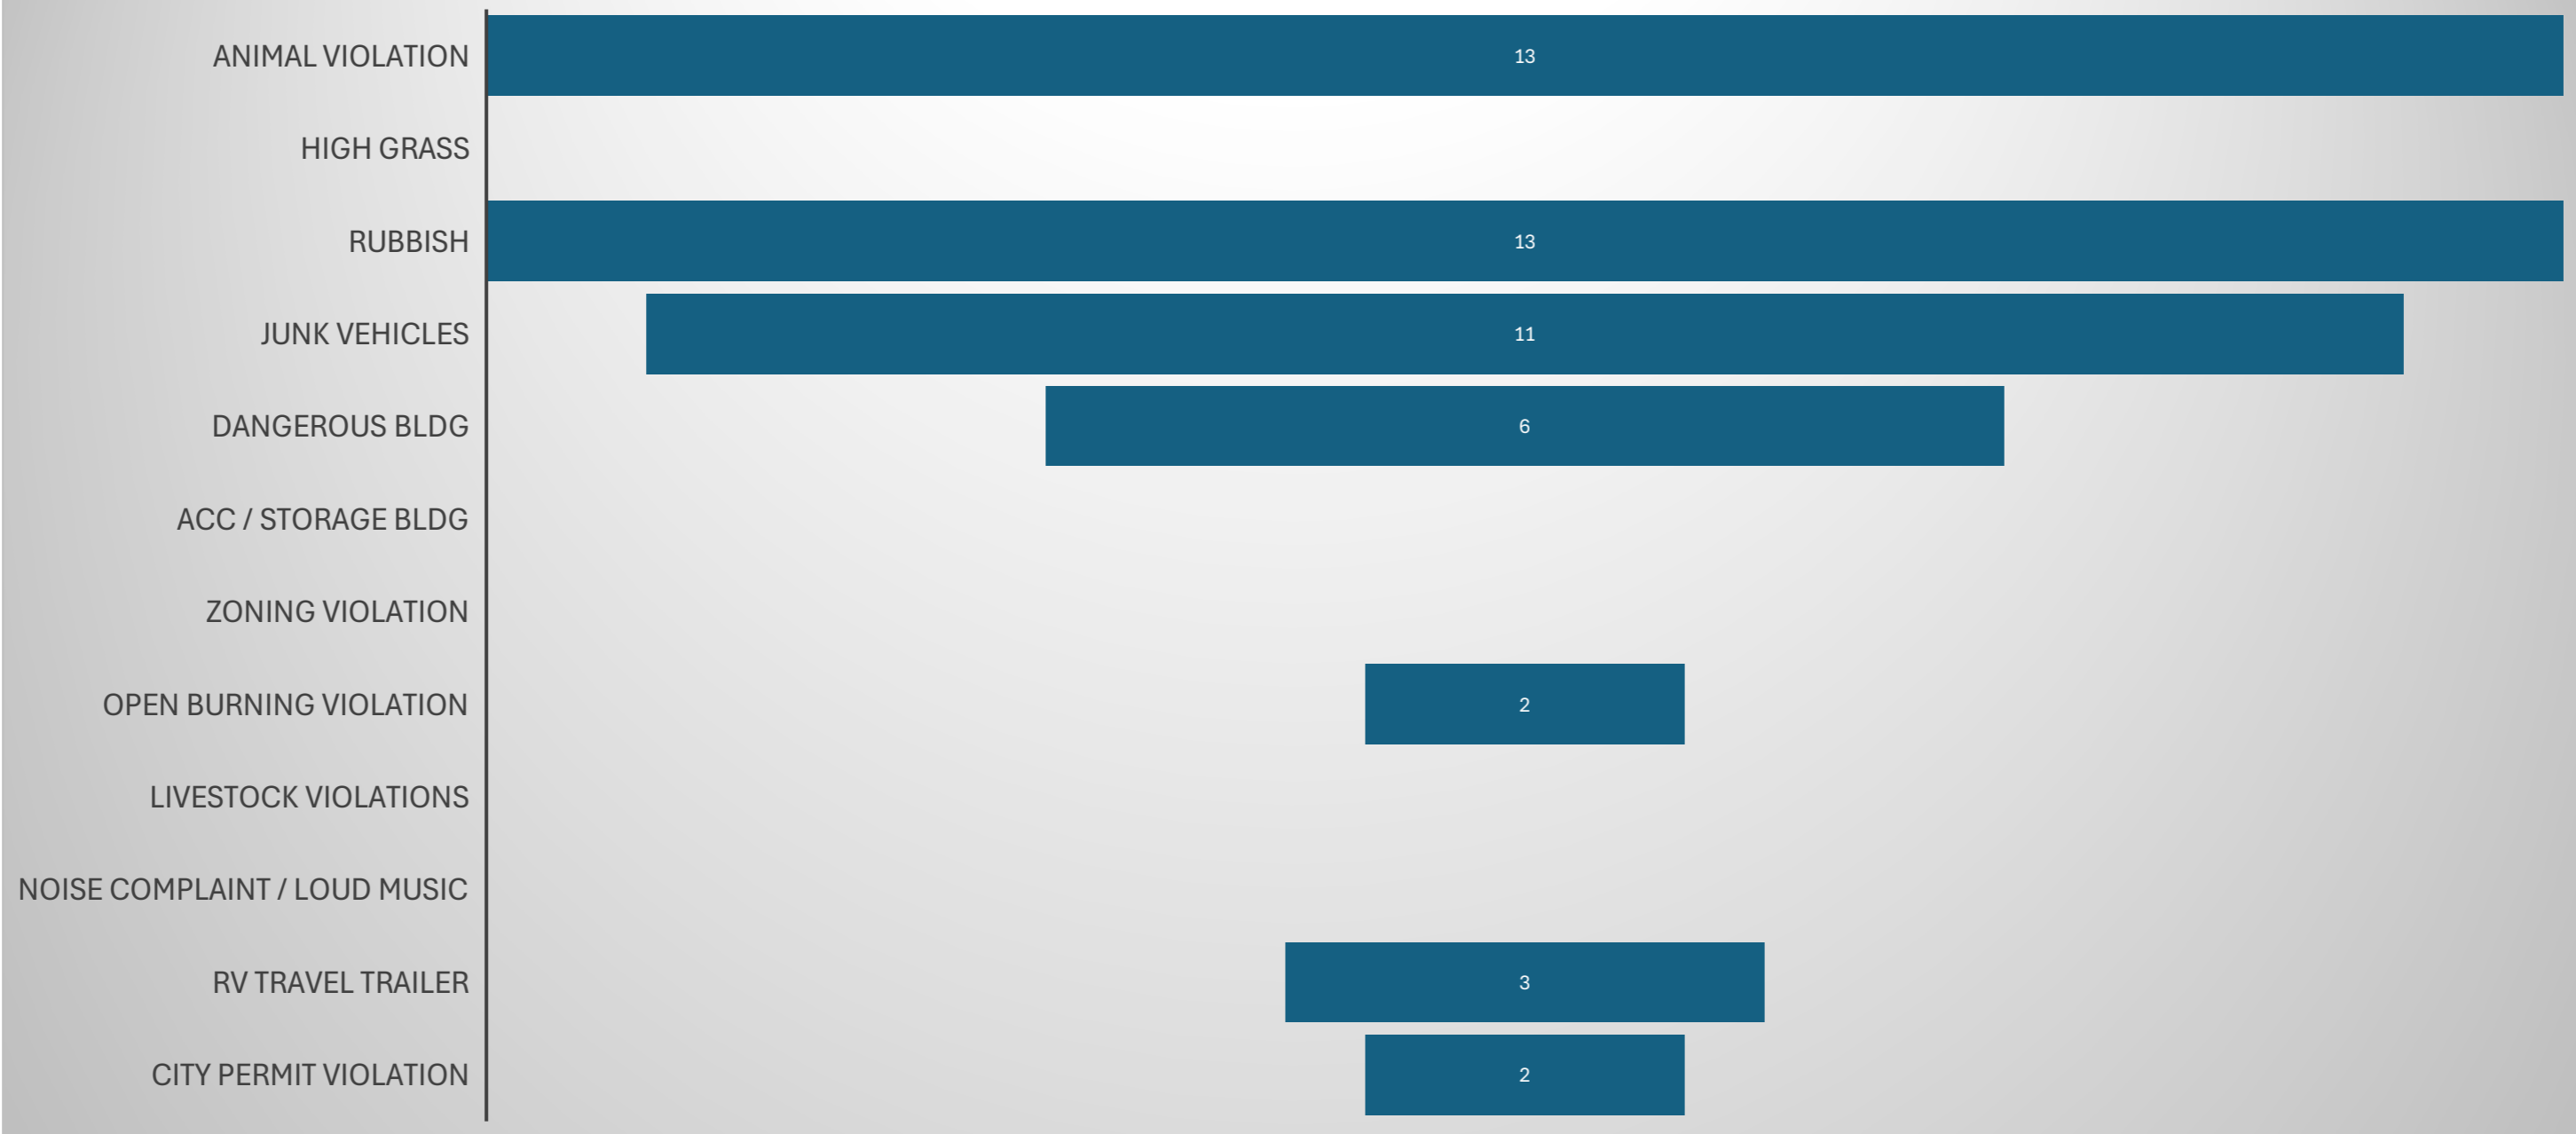 ANIMAL VIOLATION 13
HIGH GRASS
RUBBISH 13
JUNK VEHICLES 11
DANGEROUS BLDG 6
ACC / STORAGE BLDG
ZONING VIOLATION
OPEN BURNING VIOLATION 2
LIVESTOCK VIOLATIONS
NOISE COMPLAINT / LOUD MUSIC
RV TRAVEL TRAILER 3
CITY PERMIT VIOLATION 2